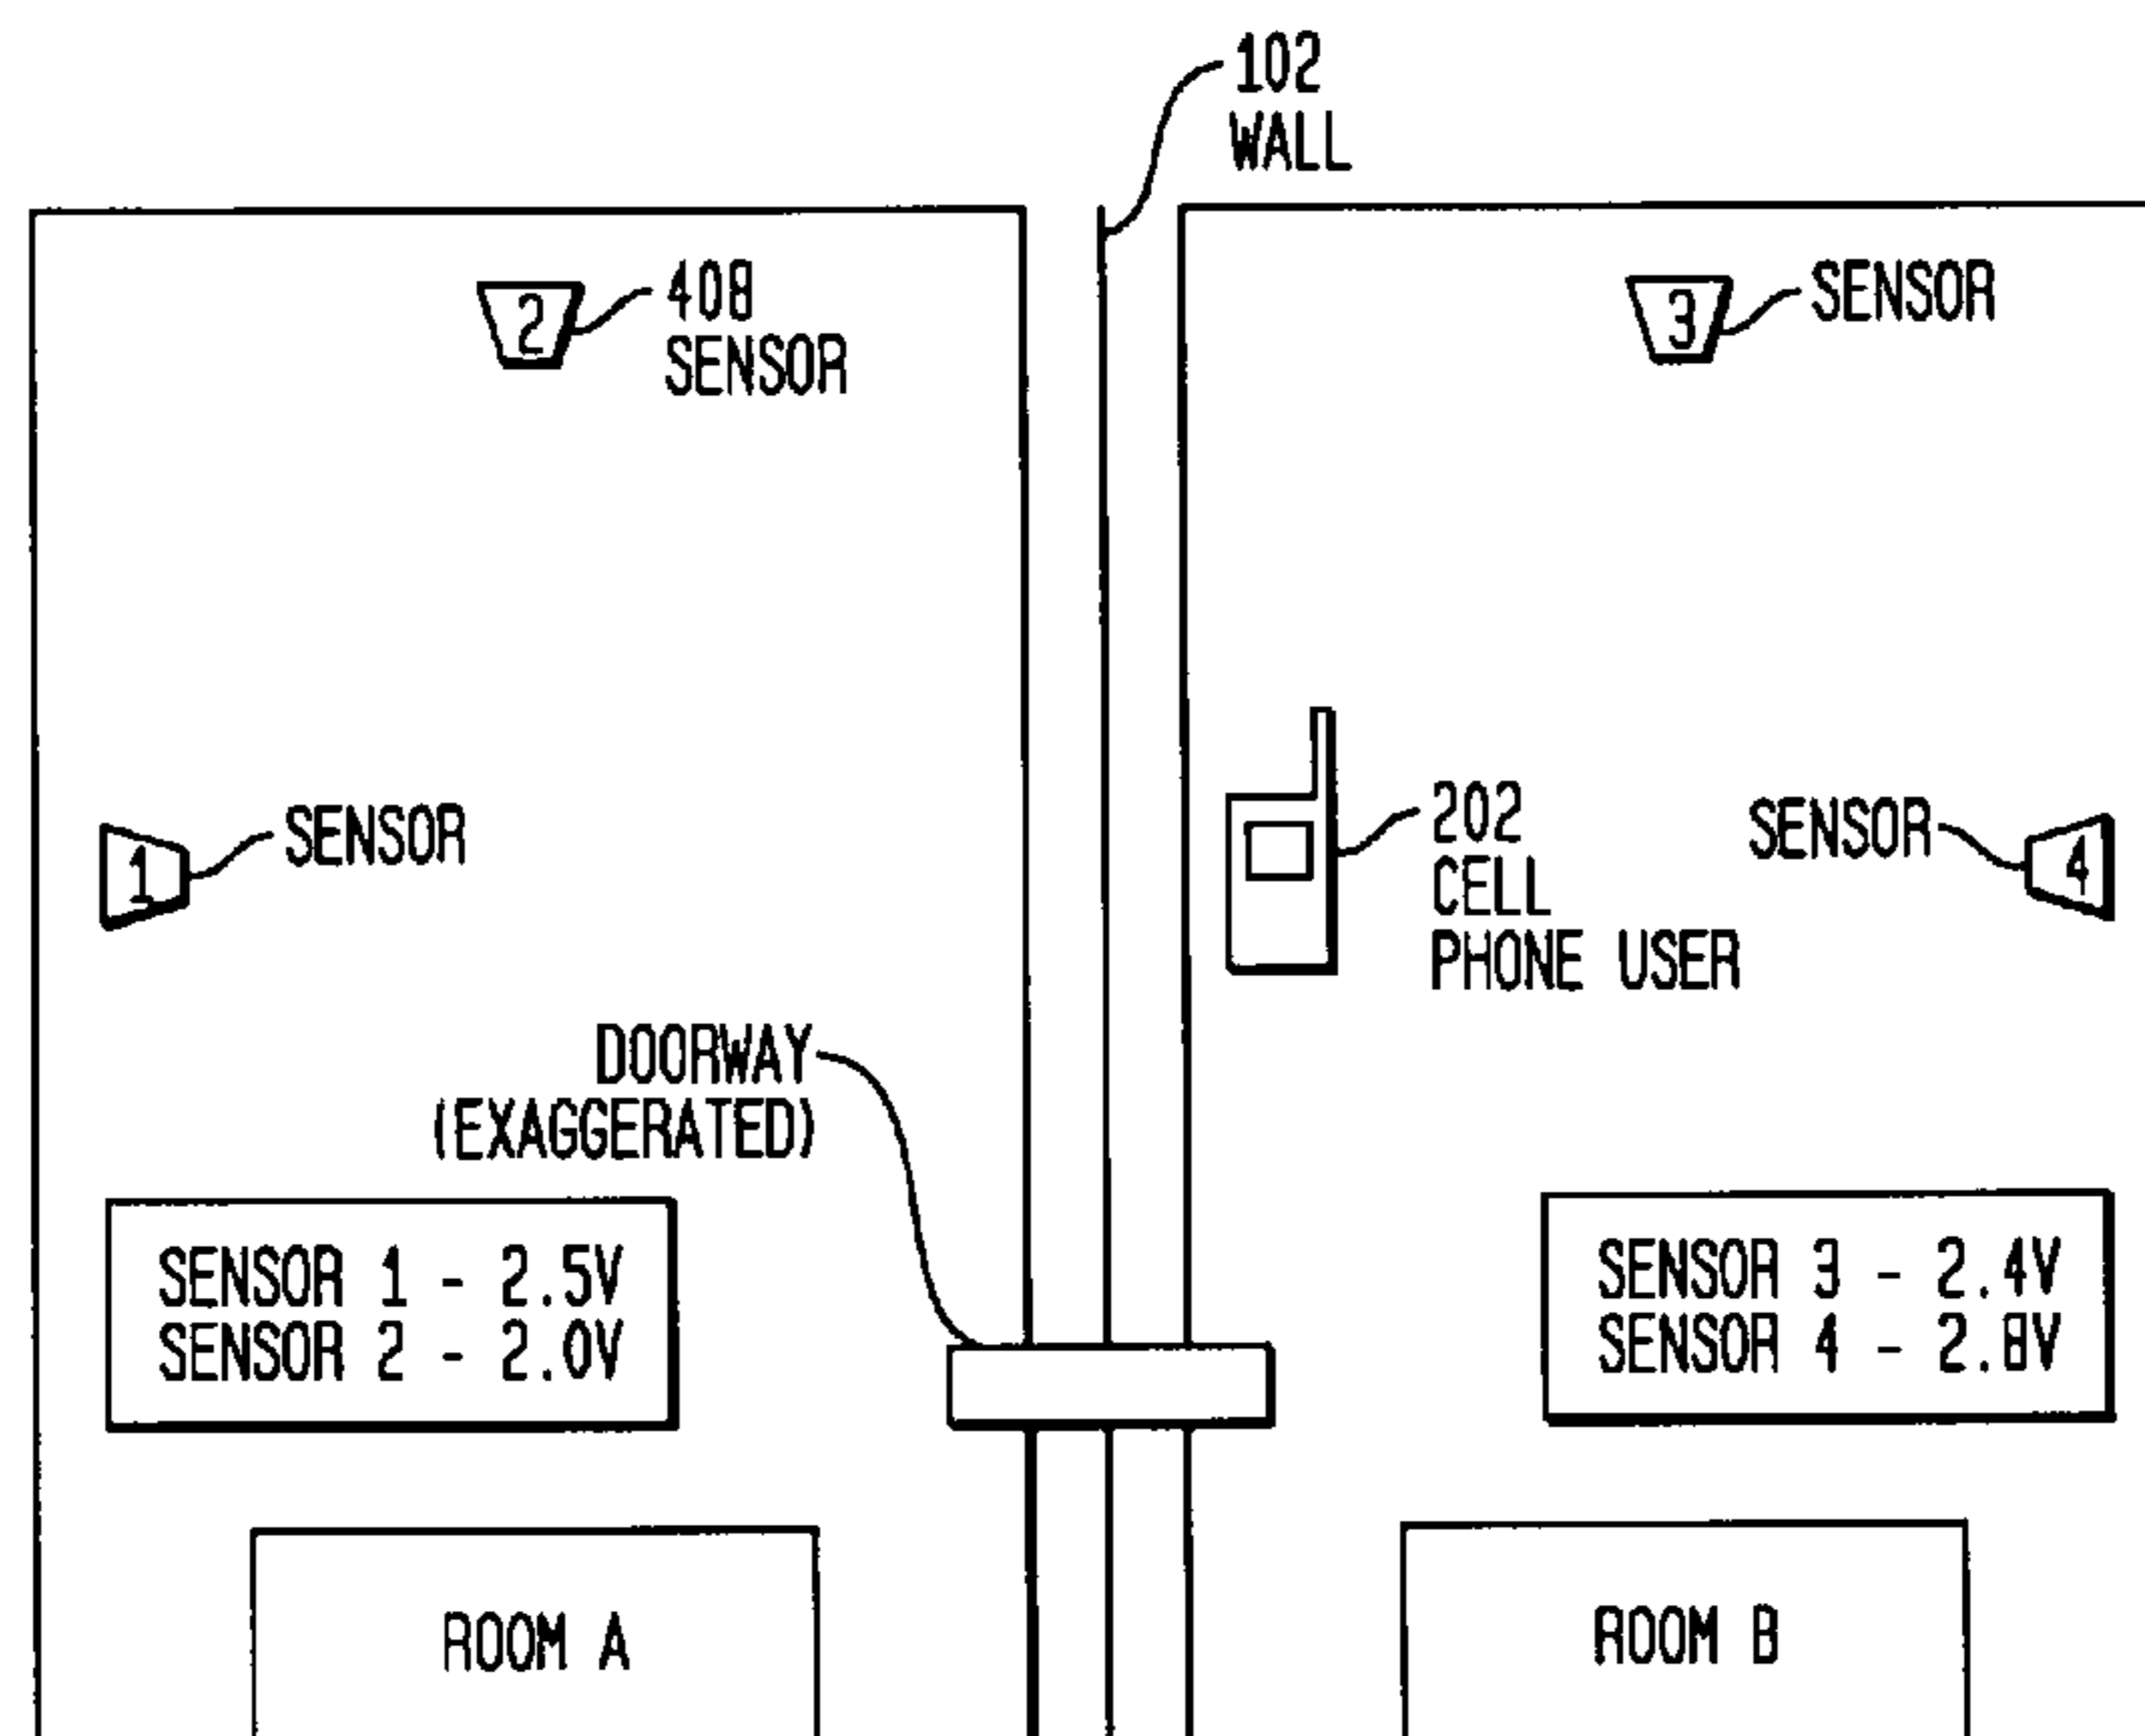 102
WALL
2
408
SENSOR
3
SENSOR
1
SENSOR
202
CELL
PHONE USER
SENSOR
4
DOORWAY
(EXAGGERATED)
SENSOR 1 - 2.5V
SENSOR 2 - 2.0V
SENSOR 3 - 2.4V
SENSOR 4 - 2.8V
ROOM A
ROOM B